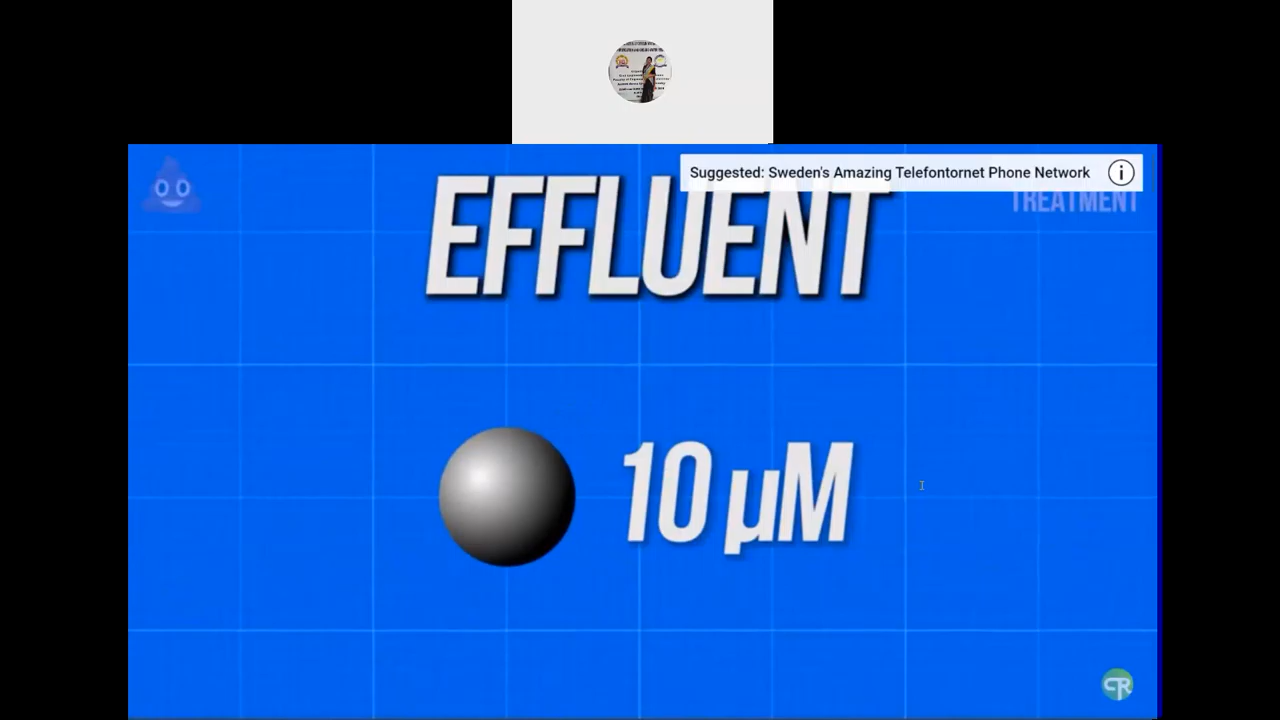 Suggested: Sweden's Amazing Telefontornet Phone Network
TREATMENT
EFFLUENT
10 µM
CR